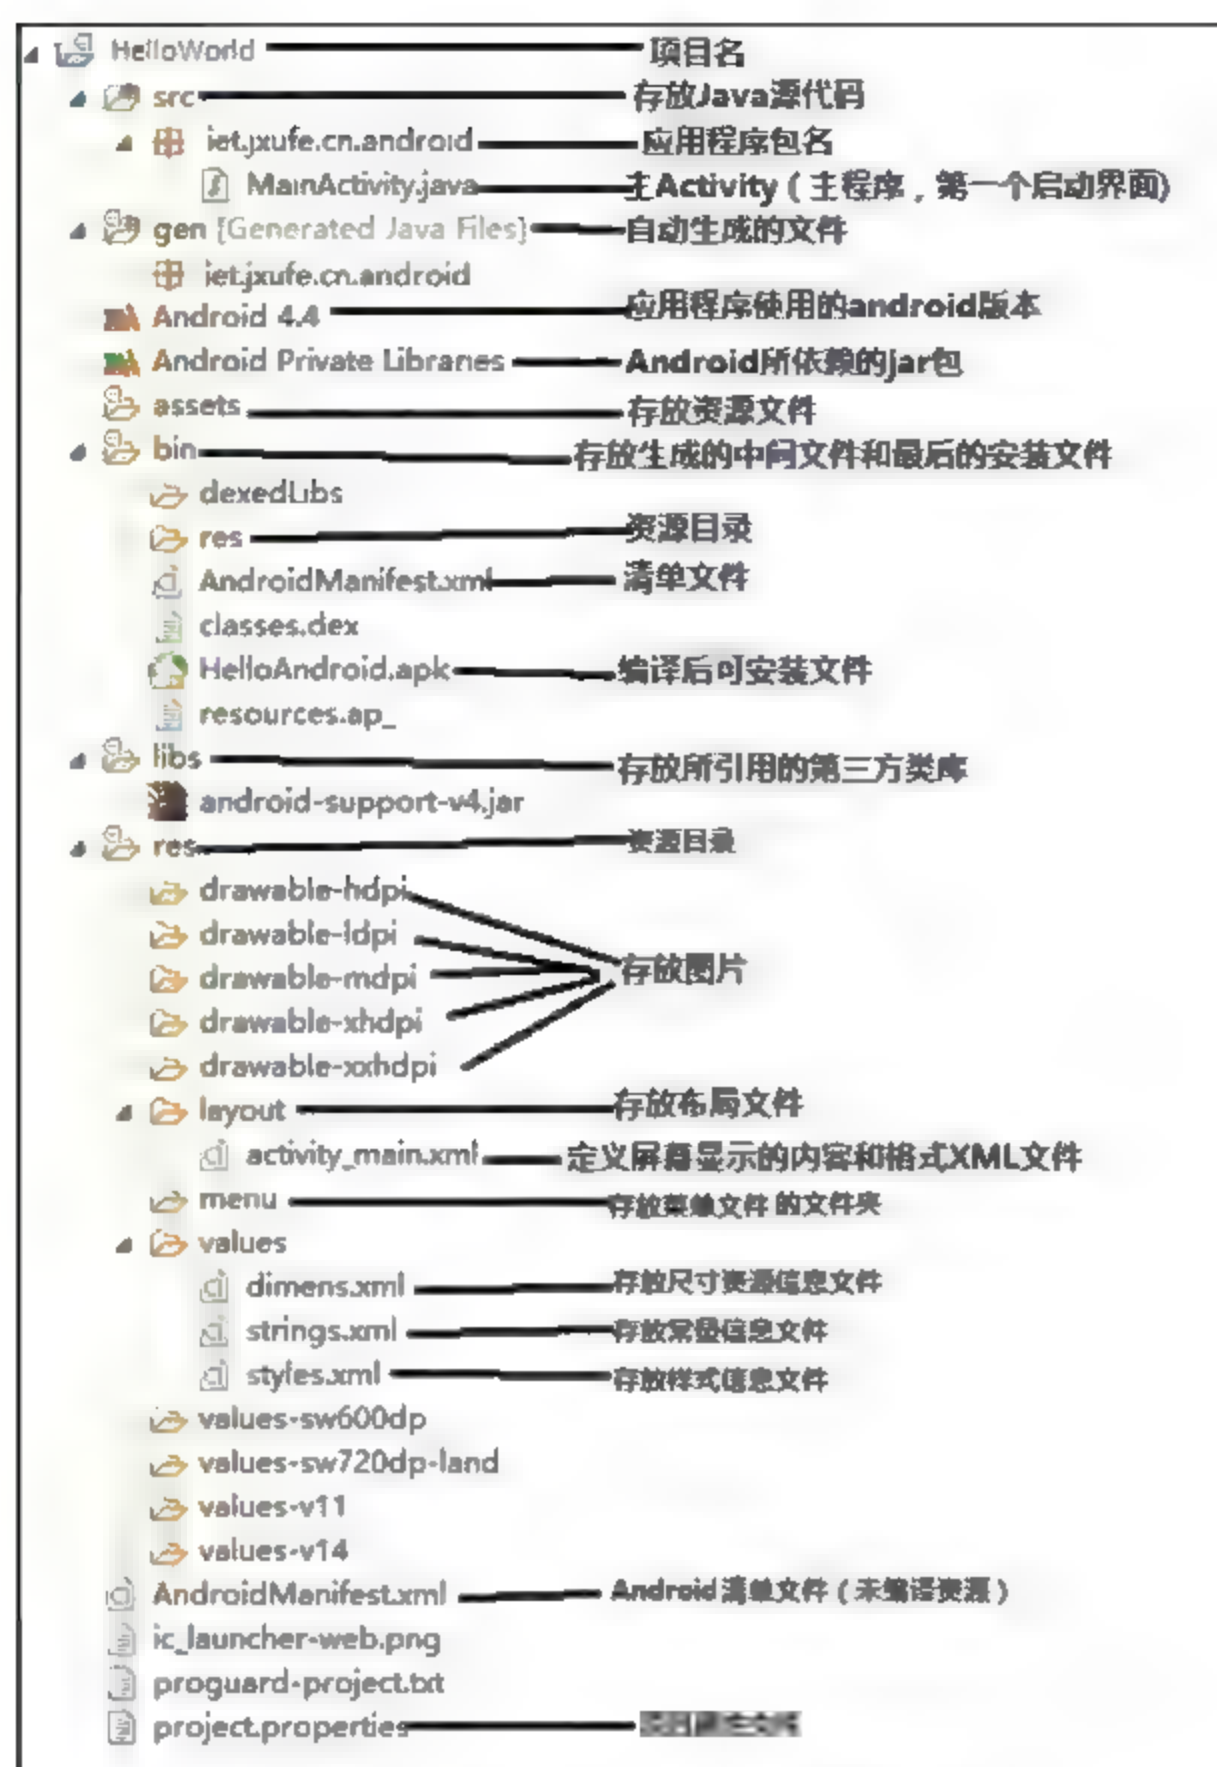 HelloWorld 项目名
src 存放Java源代码
iet.jxufe.cn.android 应用程序包名
MainActivity.java 主Activity（主程序，第一个启动界面)
gen [Generated Java Files] 自动生成的文件
iet.jxufe.cn.android
Android 4.4 应用程序使用的android版本
Android Private Libraries Android所依赖的jar包
assets 存放资源文件
bin 存放生成的中间文件和最后的安装文件
dexedLibs
res 资源目录
AndroidManifest.xml 清单文件
classes.dex
HelloAndroid.apk 编译后可安装文件
resources.ap_
libs 存放所引用的第三方类库
android-support-v4.jar
res 资源目录
drawable-hdpi
drawable-ldpi
drawable-mdpi 存放图片
drawable-xhdpi
drawable-xxhdpi
layout 存放布局文件
activity_main.xml 定义屏幕显示的内容和格式XML文件
menu 存放菜单文件的文件夹
values
dimens.xml 存放尺寸资源信息文件
strings.xml 存放常量信息文件
styles.xml 存放样式信息文件
values-sw600dp
values-sw720dp-land
values-v11
values-v14
AndroidManifest.xml Android清单文件（未编译资源）
ic_launcher-web.png
proguard-project.txt
project.properties